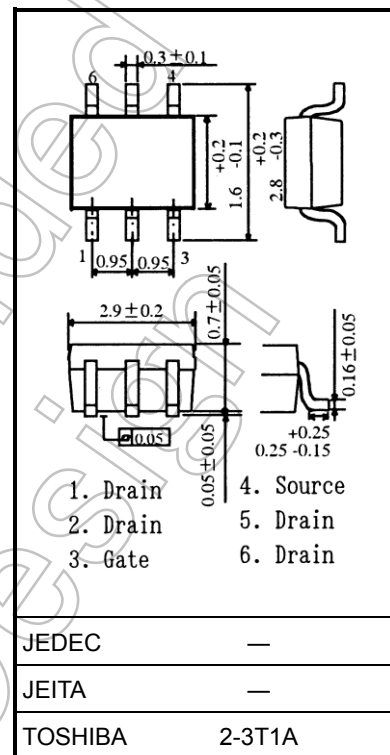 0.3±0.1
6 4
+0.2
1.6 -0.1
+0.2
2.8 -0.3
1 0.95 0.95 3
2.9±0.2
0.7±0.05
0.16±0.05
0.05
0.05±0.05
+0.25
0.25 -0.15
1. Drain 4. Source
2. Drain 5. Drain
3. Gate 6. Drain
JEDEC —
JEITA —
TOSHIBA 2-3T1A